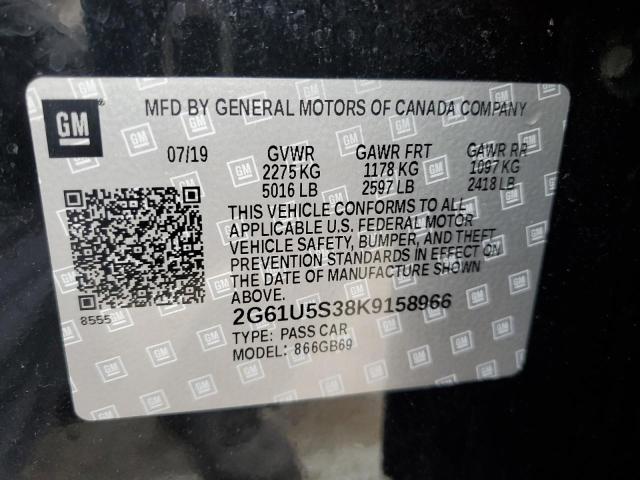 GM
MFD BY GENERAL MOTORS OF CANADA COMPANY
07/19 GVWR GAWR FRT GAWR RR
2275 KG 1178 KG 1097 KG
5016 LB 2597 LB 2418 LB
THIS VEHICLE CONFORMS TO ALL
APPLICABLE U.S. FEDERAL MOTOR
VEHICLE SAFETY, BUMPER, AND THEFT
PREVENTION STANDARDS IN EFFECT ON
THE DATE OF MANUFACTURE SHOWN
ABOVE.
8555
2G61U5S38K9158966
TYPE: PASS CAR
MODEL: 866GB69